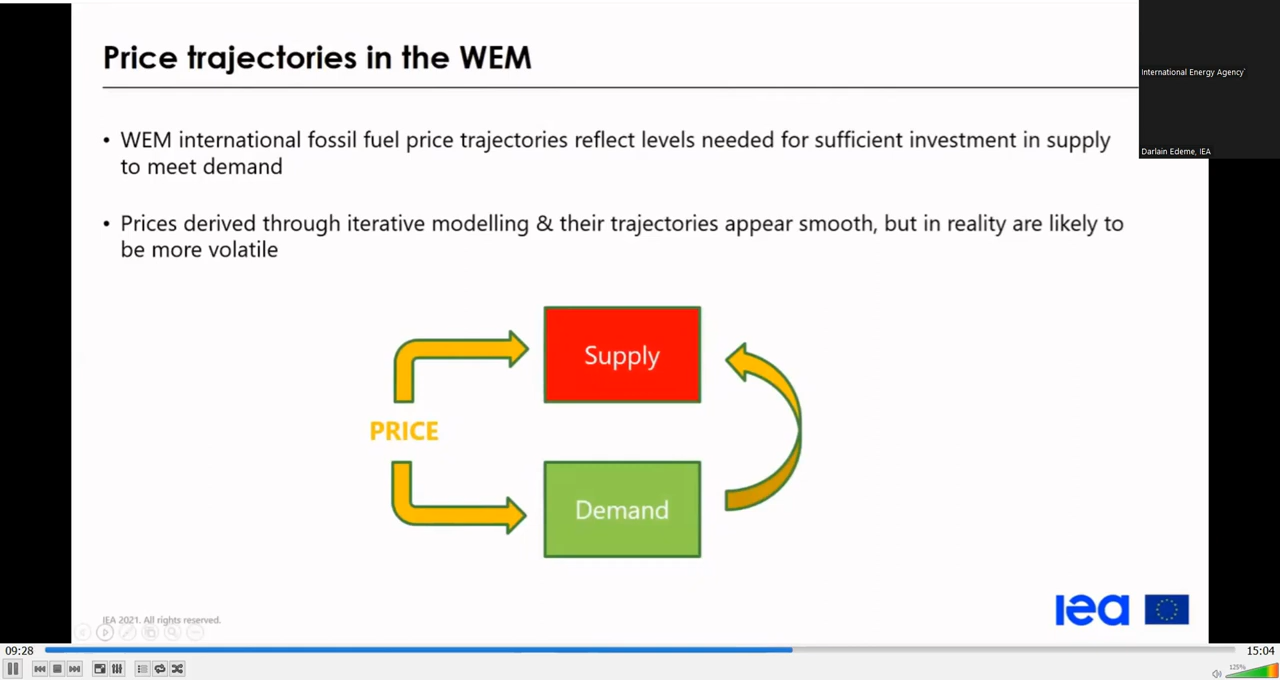 Price trajectories in the WEM
International Energy Agency
Darlain Edeme, IEA
• WEM international fossil fuel price trajectories reflect levels needed for sufficient investment in supply
to meet demand
• Prices derived through iterative modelling & their trajectories appear smooth, but in reality are likely to
be more volatile
Supply
PRICE
Demand
iea
IEA 2021. All rights reserved.
09:28
15:04
125%